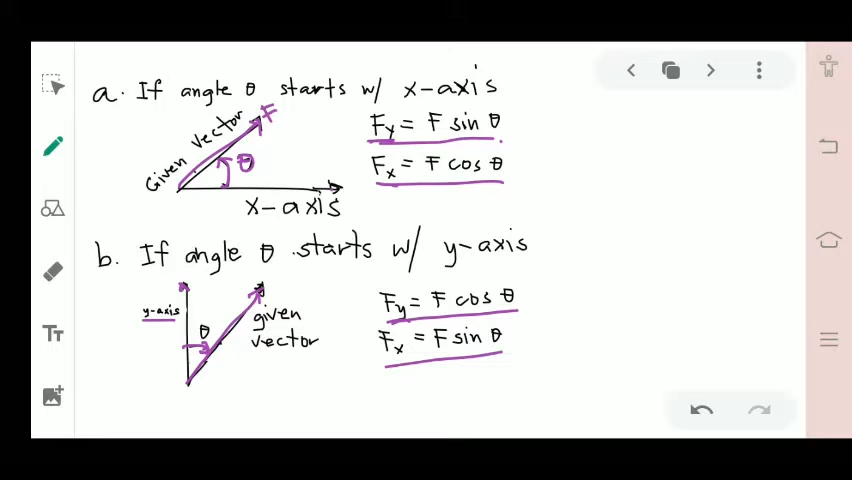 a. If angle θ starts w/ x-axis
Given vector F
θ
x-axis
Fy = F sin θ
Fx = F cos θ
b. If angle θ starts w/ y-axis
y-axis
θ
given
vector
Fy = F cos θ
Fx = F sin θ
Tт